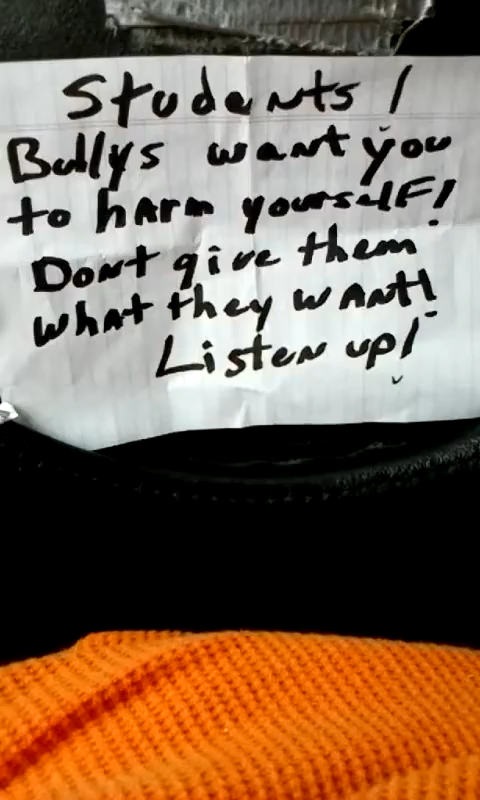 Students!
Bullys want you
to harm yourself!
Dont give them
what they want!
Listen up!